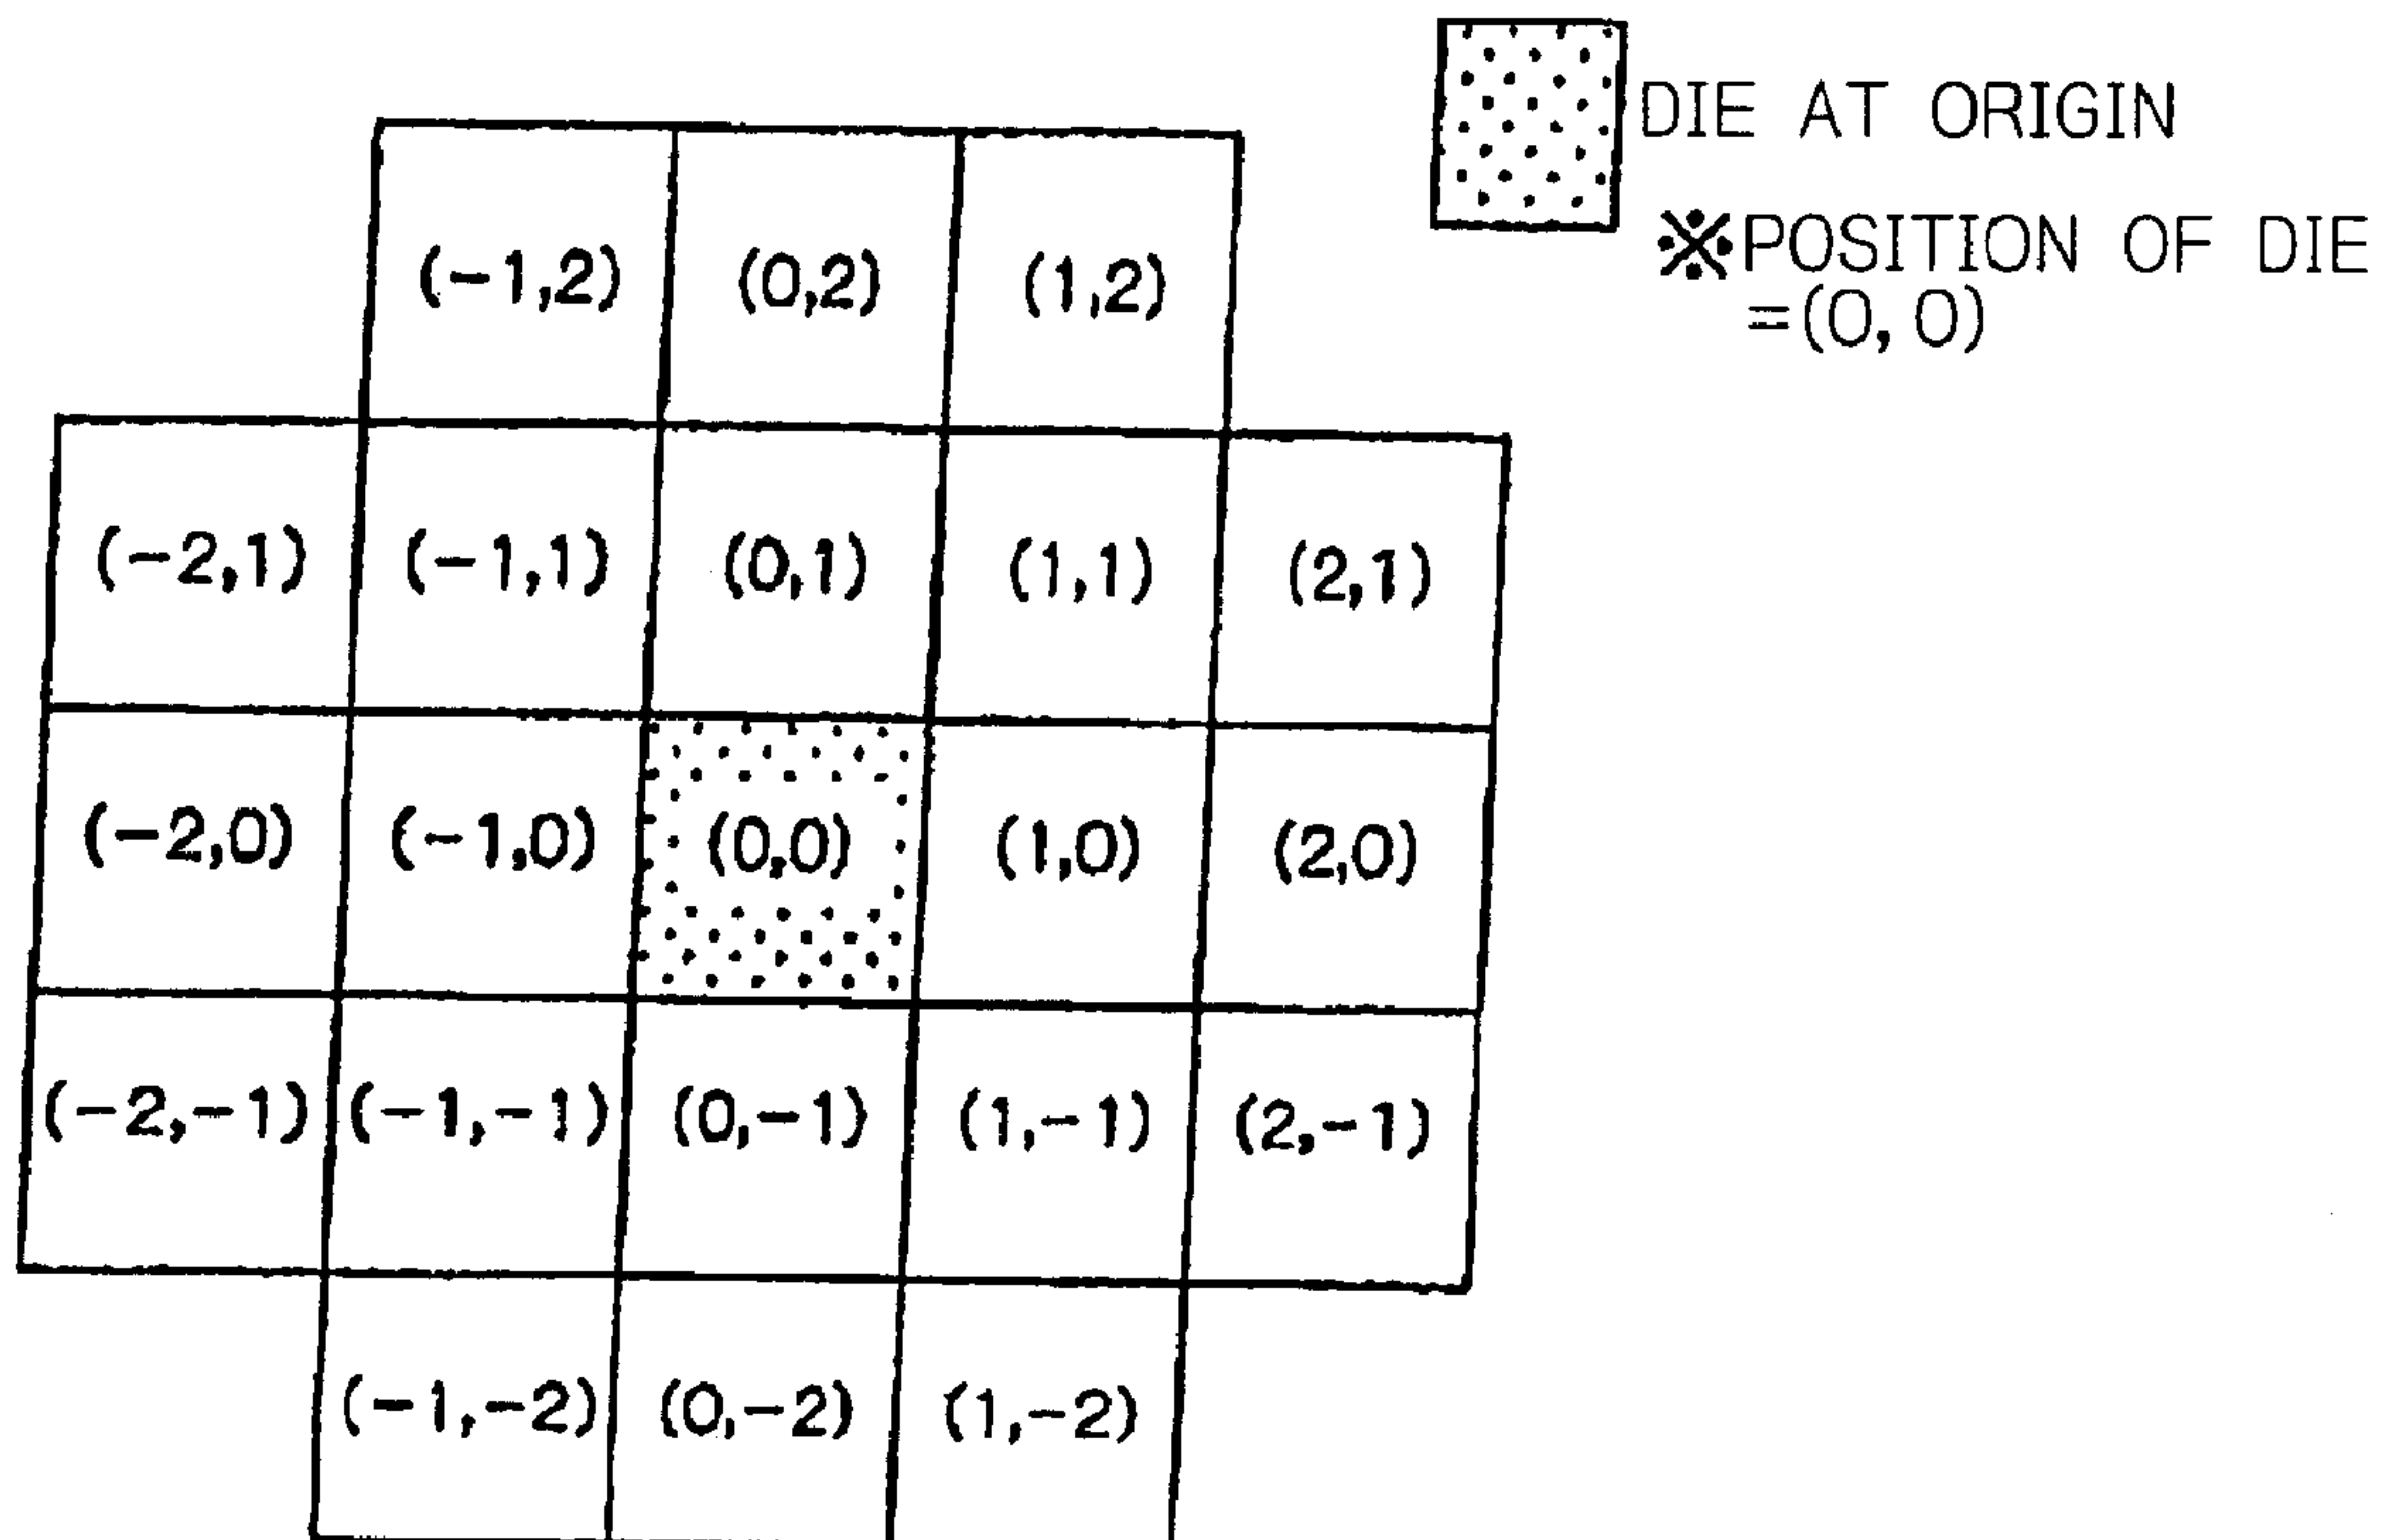 DIE AT ORIGIN
※POSITION OF DIE
=(0, 0)
(-1,2) (0,2) (1,2)
(-2,1) (-1,1) (0,1) (1,1) (2,1)
(-2,0) (-1,0) (0,0) (1,0) (2,0)
(-2,-1) (-1,-1) (0,-1) (1,-1) (2,-1)
(-1,-2) (0,-2) (1,-2)